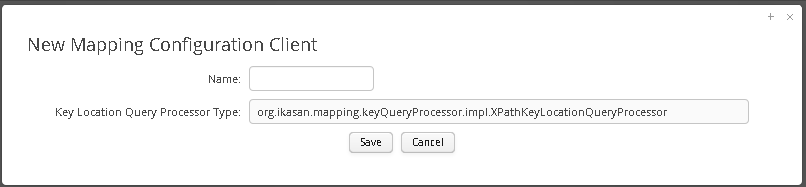 New Mapping Configuration Client
Name:
Key Location Query Processor Type: org.ikasan.mapping.keyQueryProcessor.impl.XPathKeyLocationQueryProcessor
Save Cancel